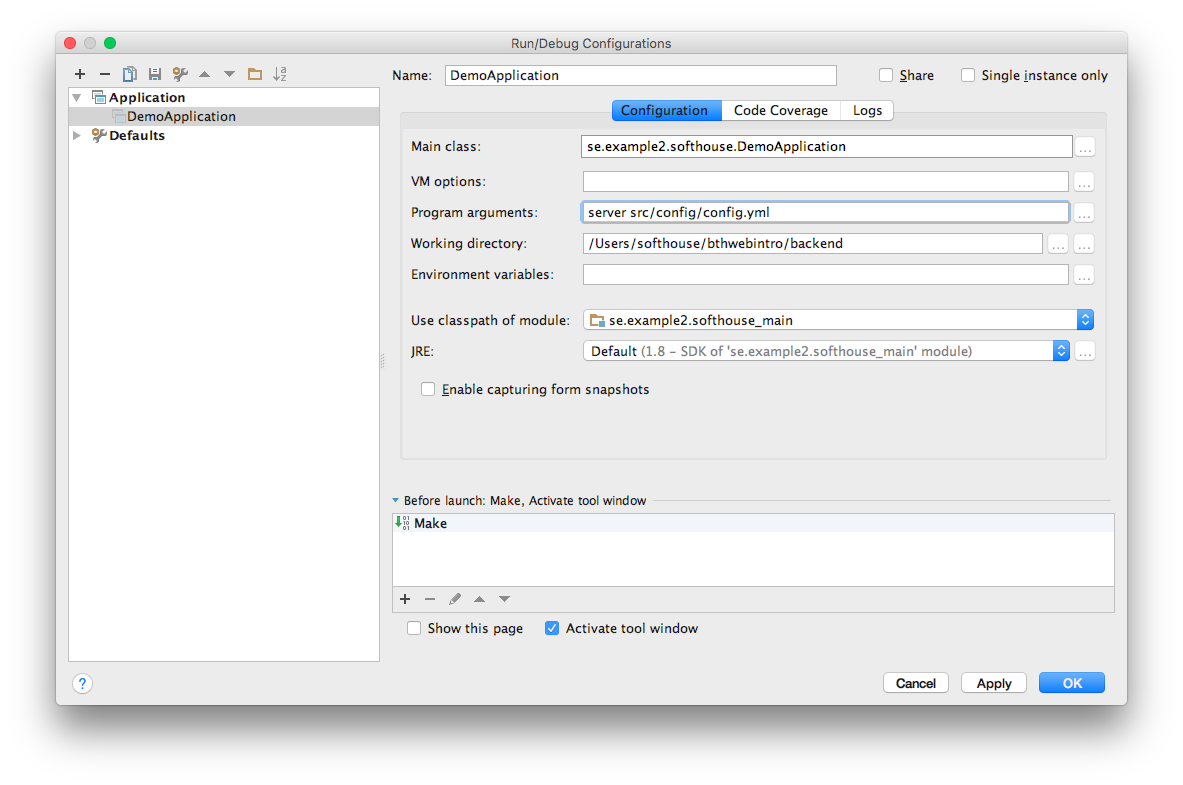 Run/Debug Configurations
Name: DemoApplication Share Single instance only
Application
DemoApplication
Defaults
Configuration Code Coverage Logs
Main class: se.example2.softhouse.DemoApplication ...
VM options: ...
Program arguments: server src/config/config.yml ...
Working directory: /Users/softhouse/bthwebintro/backend ... ...
Environment variables: ...
Use classpath of module: se.example2.softhouse_main
JRE: Default (1.8 – SDK of 'se.example2.softhouse_main' module) ...
Enable capturing form snapshots
Before launch: Make, Activate tool window
Make
Show this page Activate tool window
? Cancel Apply OK